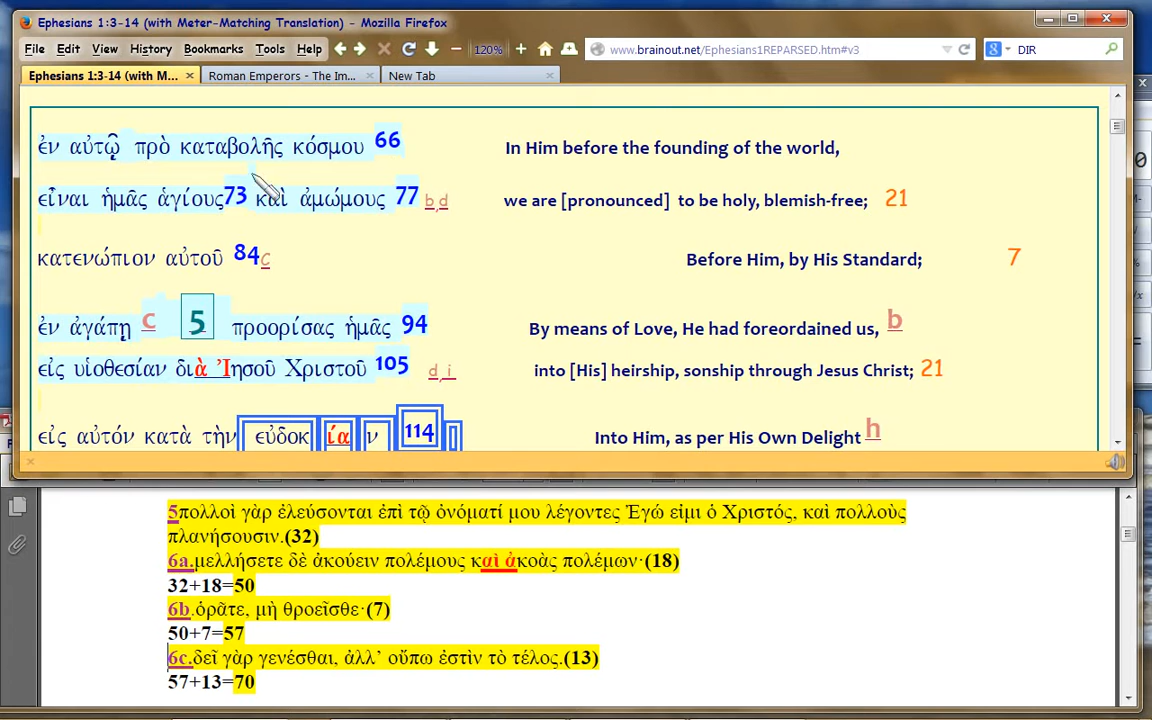 Ephesians 1:3-14 (with Meter-Matching Translation) - Mozilla Firefox
File Edit View History Bookmarks Tools Help 120% www.brainout.net/Ephesians1REPARSED.htm#v3 DIR
Ephesians 1:3-14 (with M... Roman Emperors - The Im... New Tab
ἐν αὐτῷ πρὸ καταβολῆς κόσμου 66 In Him before the founding of the world,
εἶναι ἡμᾶς ἁγίους73 καὶ ἀμώμους 77 b,d we are [pronounced] to be holy, blemish-free; 21
κατενώπιον αὐτοῦ 84c Before Him, by His Standard; 7
ἐν ἀγάπῃ c 5 προορίσας ἡμᾶς 94 By means of Love, He had foreordained us, b
εἰς υἱοθεσίαν διὰ Ἰησοῦ Χριστοῦ 105 d,i into [His] heirship, sonship through Jesus Christ; 21
εἰς αὐτόν κατὰ τὴν εὐδοκίαν 114 Into Him, as per His Own Delight h
5πολλοὶ γὰρ ἐλεύσονται ἐπὶ τῷ ὀνόματί μου λέγοντες Ἐγώ εἰμι ὁ Χριστός, καὶ πολλοὺς
πλανήσουσιν.(32)
6a.μελλήσετε δὲ ἀκούειν πολέμους καὶ ἀκοὰς πολέμων·(18)
32+18=50
6b.ὁρᾶτε, μὴ θροεῖσθε·(7)
50+7=57
6c.δεῖ γὰρ γενέσθαι, ἀλλ’ οὔπω ἐστὶν τὸ τέλος.(13)
57+13=70